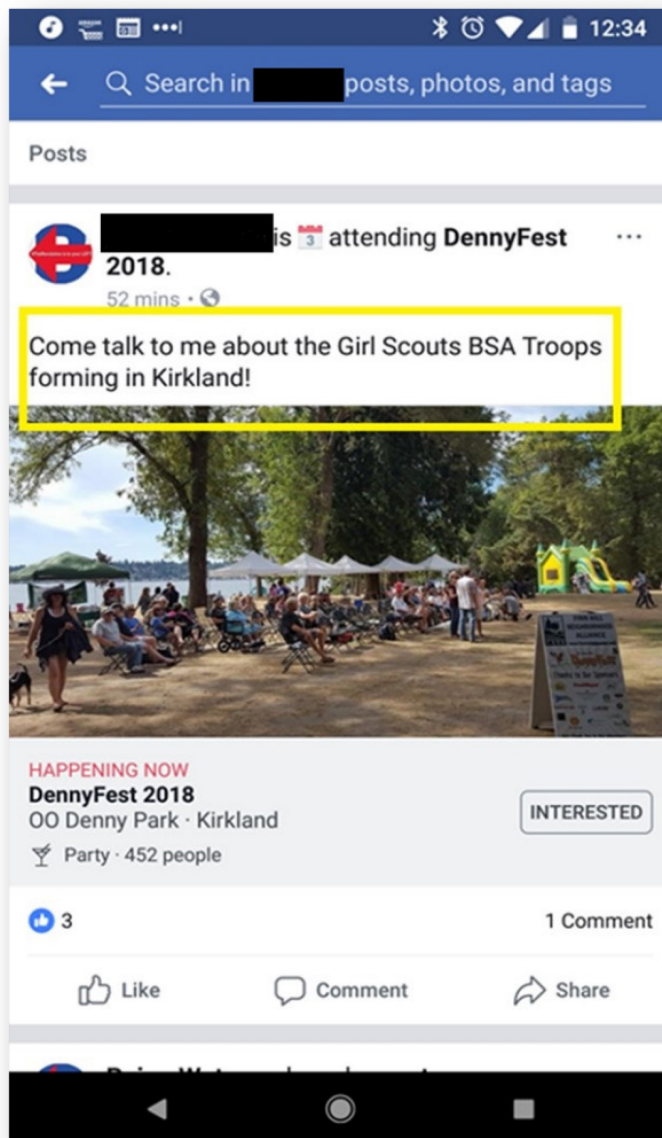 12:34
Search in posts, photos, and tags
Posts
is attending DennyFest
2018.
52 mins
Come talk to me about the Girl Scouts BSA Troops
forming in Kirkland!
HAPPENING NOW
DennyFest 2018
OO Denny Park · Kirkland
INTERESTED
Party · 452 people
3
1 Comment
Like
Comment
Share